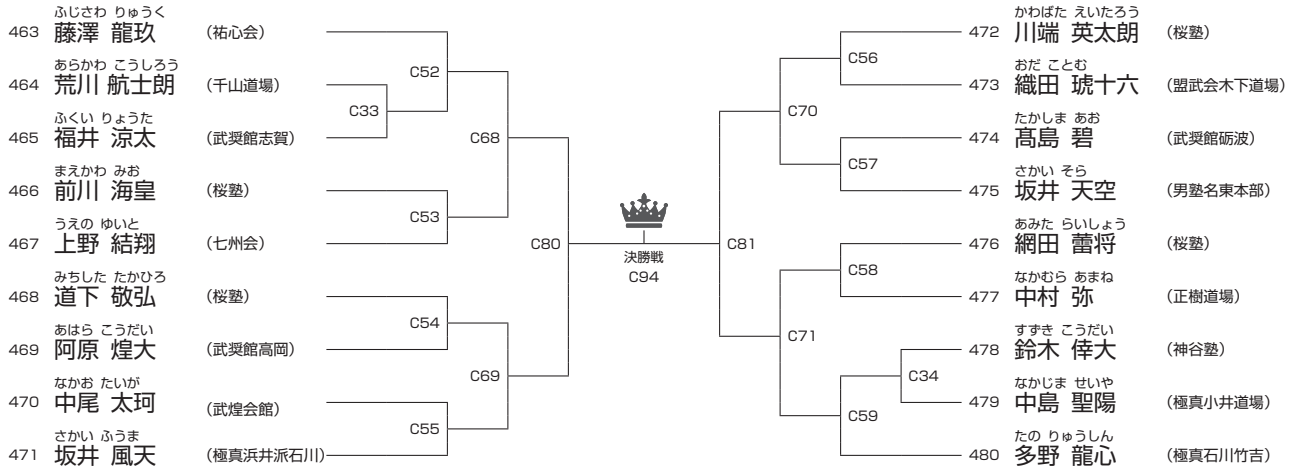 ふじさわ りゅうく
463 藤澤 龍玖 （祐心会）
あらかわ こうしろう
464 荒川 航士朗 （千山道場）
ふくい りょうた
465 福井 涼太 （武奨館志賀）
まえかわ みお
466 前川 海皇 （桜塾）
うえの ゆいと
467 上野 結翔 （七州会）
みちした たかひろ
468 道下 敬弘 （桜塾）
あはら こうだい
469 阿原 煌大 （武奨館高岡）
なかお たいが
470 中尾 太珂 （武煌会館）
さかい ふうま
471 坂井 風天 （極真浜井派石川）
C52
C33
C68
C53
C80
C54
C69
C55
決勝戦
C94
C56
C70
C57
C81
C58
C71
C34
C59
かわばた えいたろう
472 川端 英太朗 （桜塾）
おだ ことむ
473 織田 琥十六 （盟武会木下道場）
たかしま あお
474 髙島 碧 （武奨館砺波）
さかい そら
475 坂井 天空 （男塾名東本部）
あみた らいしょう
476 網田 蕾将 （桜塾）
なかむら あまね
477 中村 弥 （正樹道場）
すずき こうだい
478 鈴木 倖大 （神谷塾）
なかじま せいや
479 中島 聖陽 （極真小井道場）
たの りゅうしん
480 多野 龍心 （極真石川竹吉）